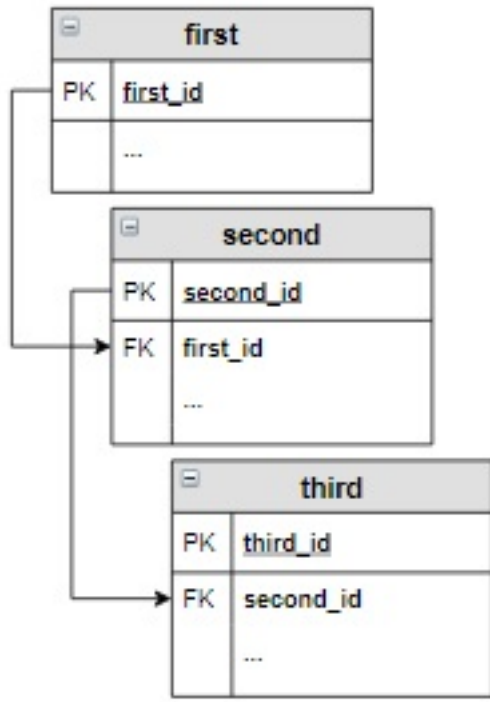 first
PK first_id
...
second
PK second_id
FK first_id
...
third
PK third_id
FK second_id
...